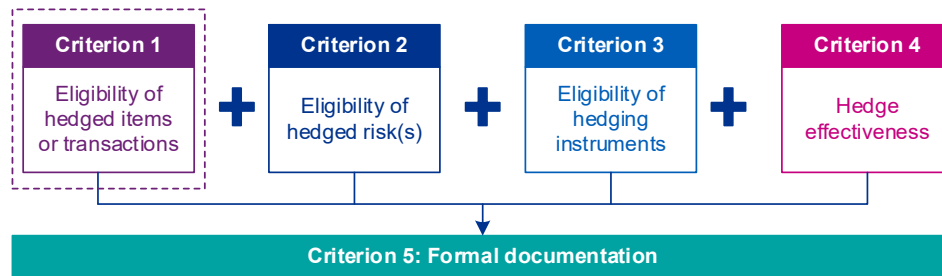 Criterion 1
Eligibility of
hedged items
or transactions
Criterion 2
Eligibility of
hedged risk(s)
Criterion 3
Eligibility of
hedging
instruments
Criterion 4
Hedge
effectiveness
Criterion 5: Formal documentation